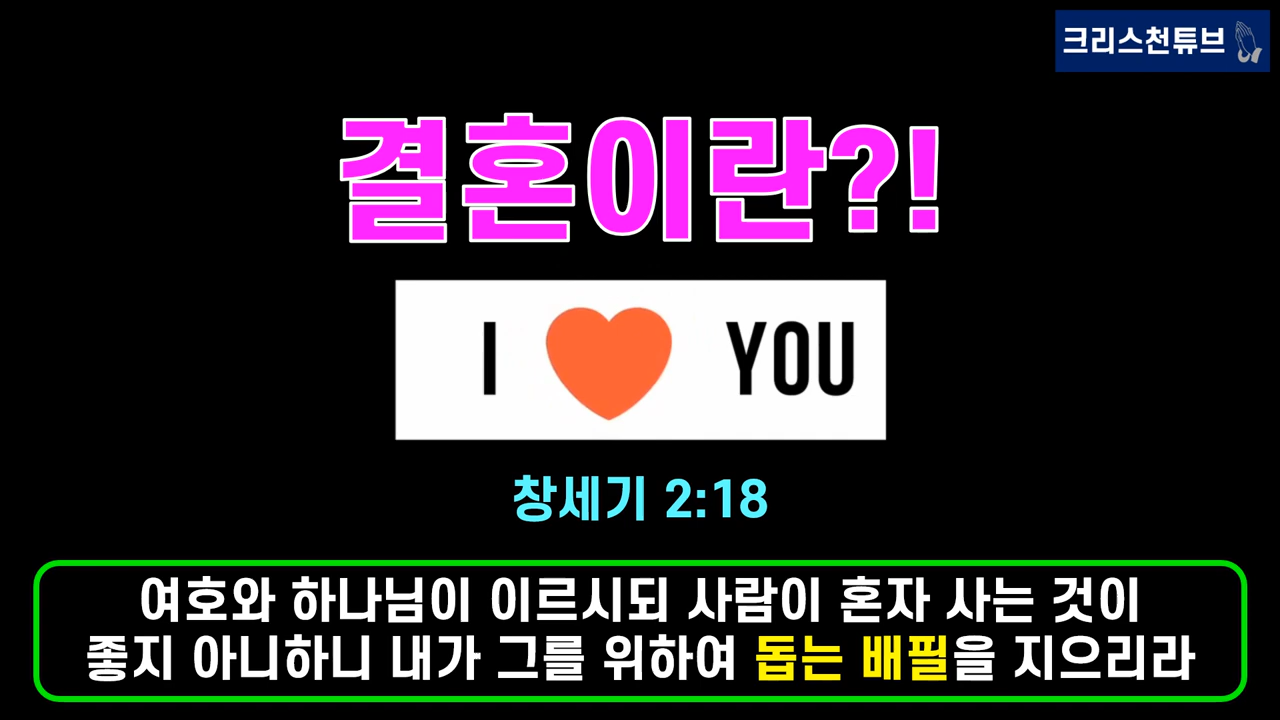 크리스천튜브
결혼이란?!
I YOU
창세기 2:18
여호와 하나님이 이르시되 사람이 혼자 사는 것이
좋지 아니하니 내가 그를 위하여 돕는 배필을 지으리라